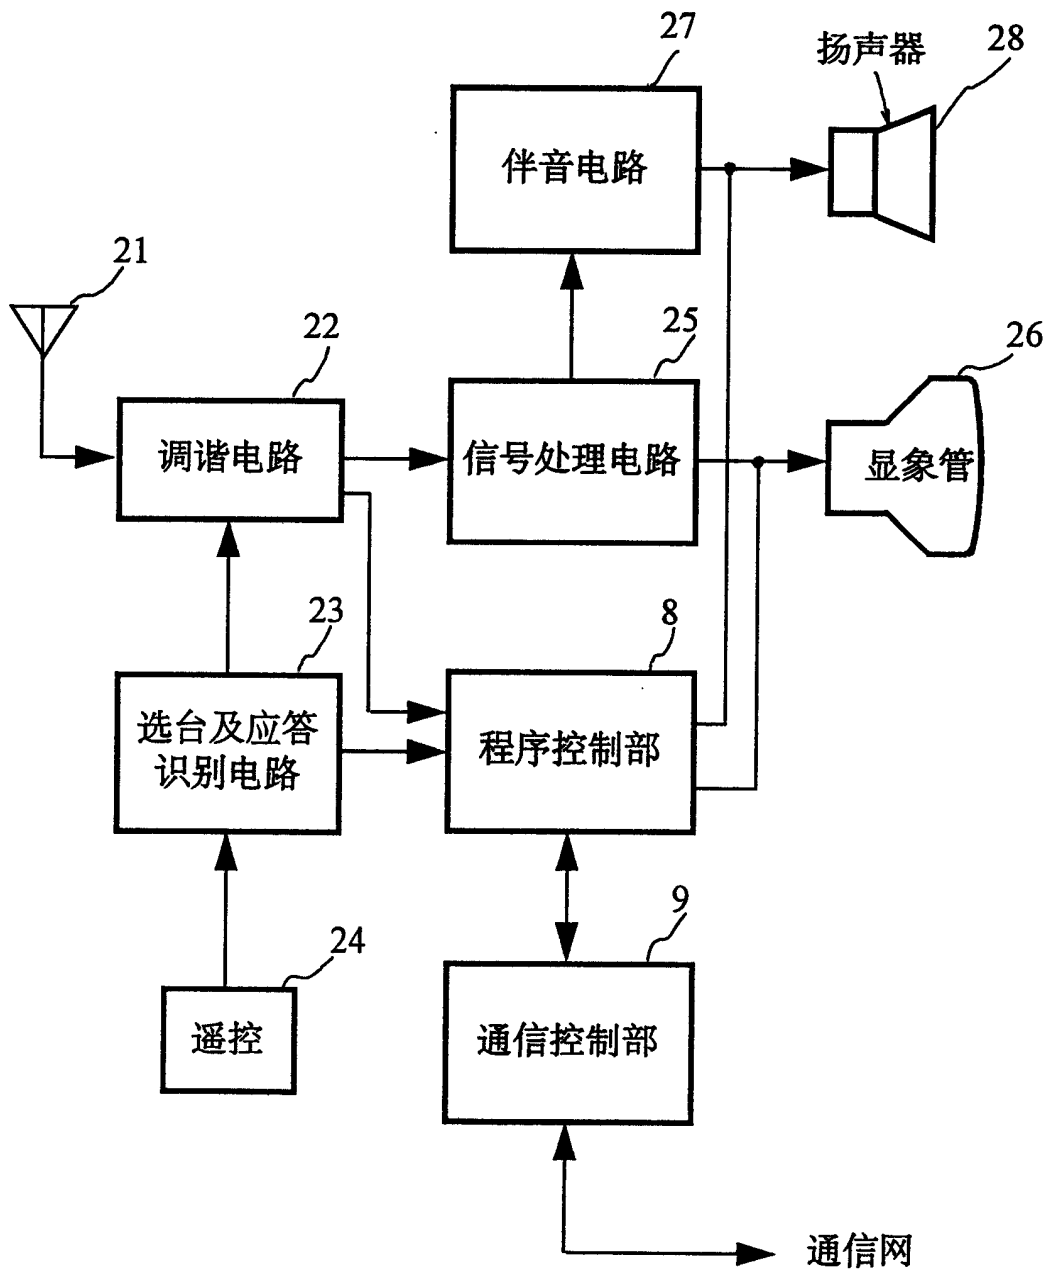 27
扬声器
28
伴音电路
21
22
25
26
调谐电路
信号处理电路
显象管
23
8
选台及应答
识别电路
程序控制部
24
9
遥控
通信控制部
通信网